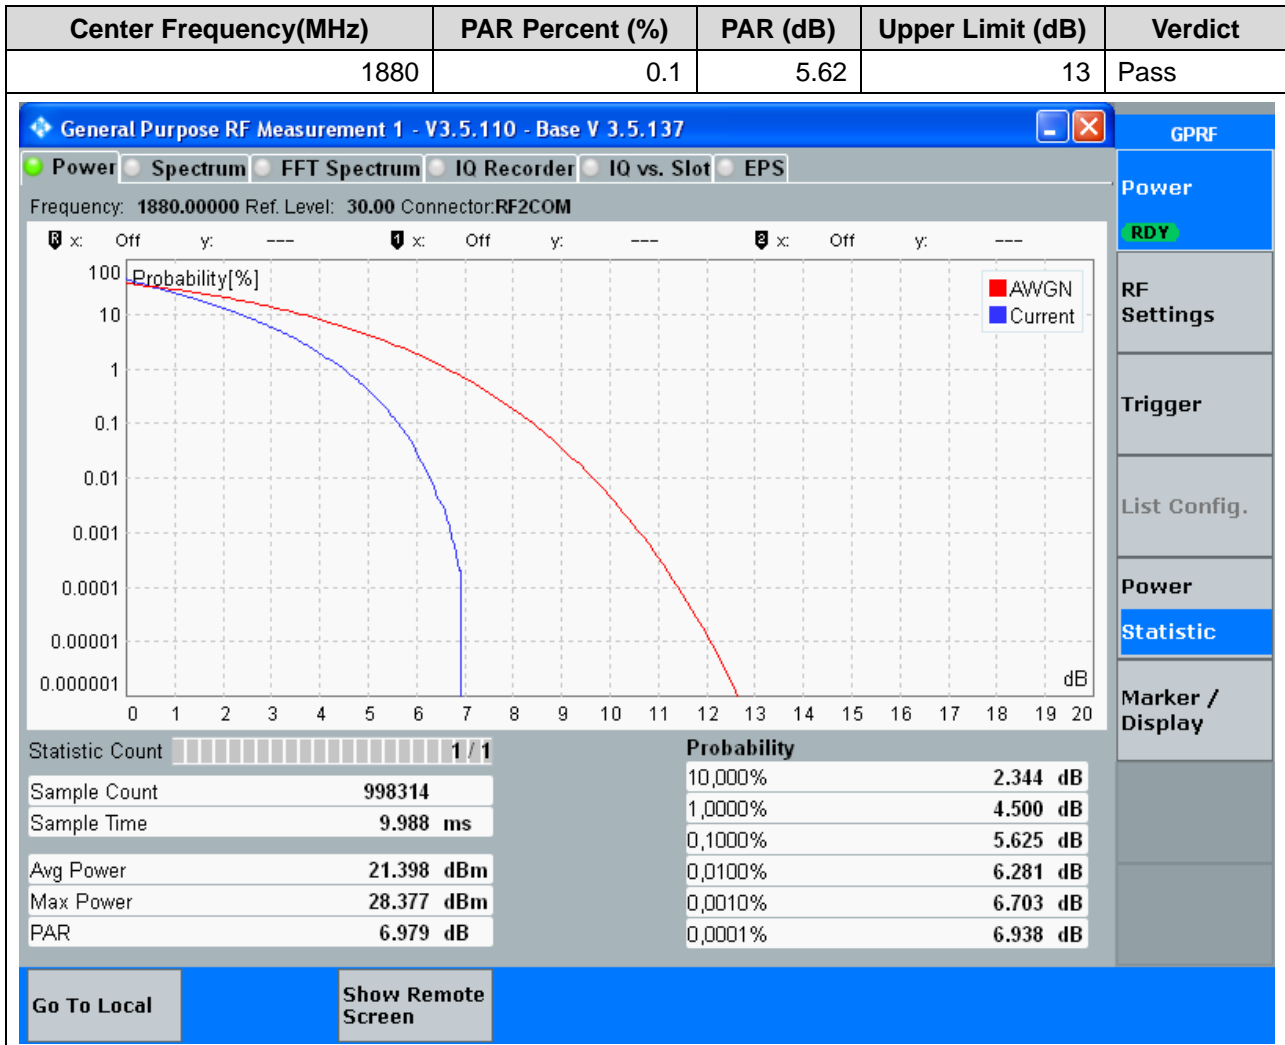 Center Frequency(MHz) PAR Percent (%) PAR (dB) Upper Limit (dB) Verdict
1880 0.1 5.62 13 Pass
General Purpose RF Measurement 1 - V3.5.110 - Base V 3.5.137
GPRF
Power Spectrum FFT Spectrum IQ Recorder IQ vs. Slot EPS
Power
RDY
Frequency: 1880.00000 Ref. Level: 30.00 Connector:RF2COM
R x: Off y: --- 1 x: Off y: --- 2 x: Off y: ---
Probability[%]
AWGN
Current
100
10
1
0.1
0.01
0.001
0.0001
0.00001
0.000001
dB
0 1 2 3 4 5 6 7 8 9 10 11 12 13 14 15 16 17 18 19 20
RF
Settings
Trigger
List Config.
Power
Statistic
Marker /
Display
Statistic Count 1 / 1
Sample Count 998314
Sample Time 9.988 ms
Avg Power 21.398 dBm
Max Power 28.377 dBm
PAR 6.979 dB
Probability
10,000% 2.344 dB
1,0000% 4.500 dB
0,1000% 5.625 dB
0,0100% 6.281 dB
0,0010% 6.703 dB
0,0001% 6.938 dB
Go To Local
Show Remote
Screen